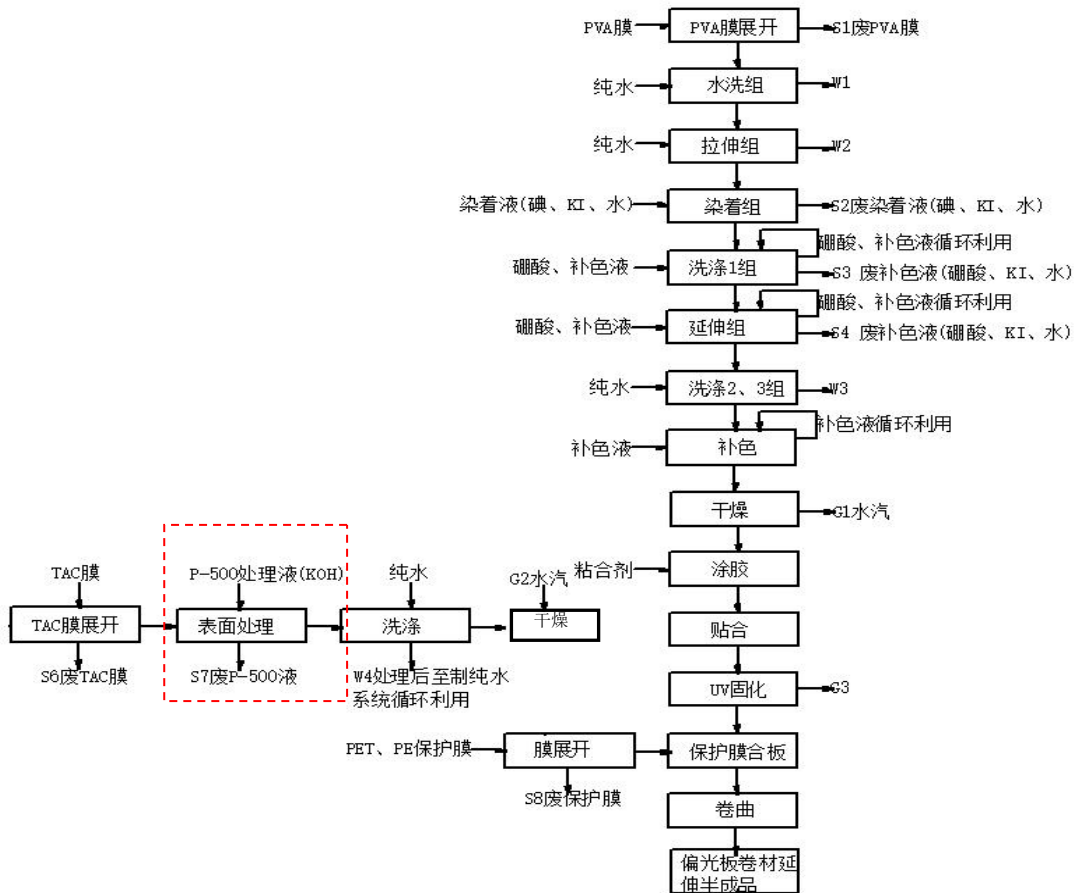 PVA膜
PVA膜展开
S1废PVA膜
纯水
水洗组
W1
纯水
拉伸组
W2
染着液(碘、KI、水)
染着组
S2废染着液(碘、KI、水)
硼酸、补色液循环利用
硼酸、补色液
洗涤1组
S3 废补色液(硼酸、KI、水)
硼酸、补色液循环利用
硼酸、补色液
延伸组
S4 废补色液(硼酸、KI、水)
纯水
洗涤2、3组
W3
补色液循环利用
补色液
补色
干燥
G1水汽
TAC膜
P-500处理液(KOH)
纯水
G2水汽
粘合剂
涂胶
TAC膜展开
表面处理
洗涤
干燥
贴合
S6废TAC膜
S7废P-500液
W4处理后至制纯水
系统循环利用
UV固化
G3
PET、PE保护膜
膜展开
保护膜合板
S8废保护膜
卷曲
偏光板卷材延
伸半成品